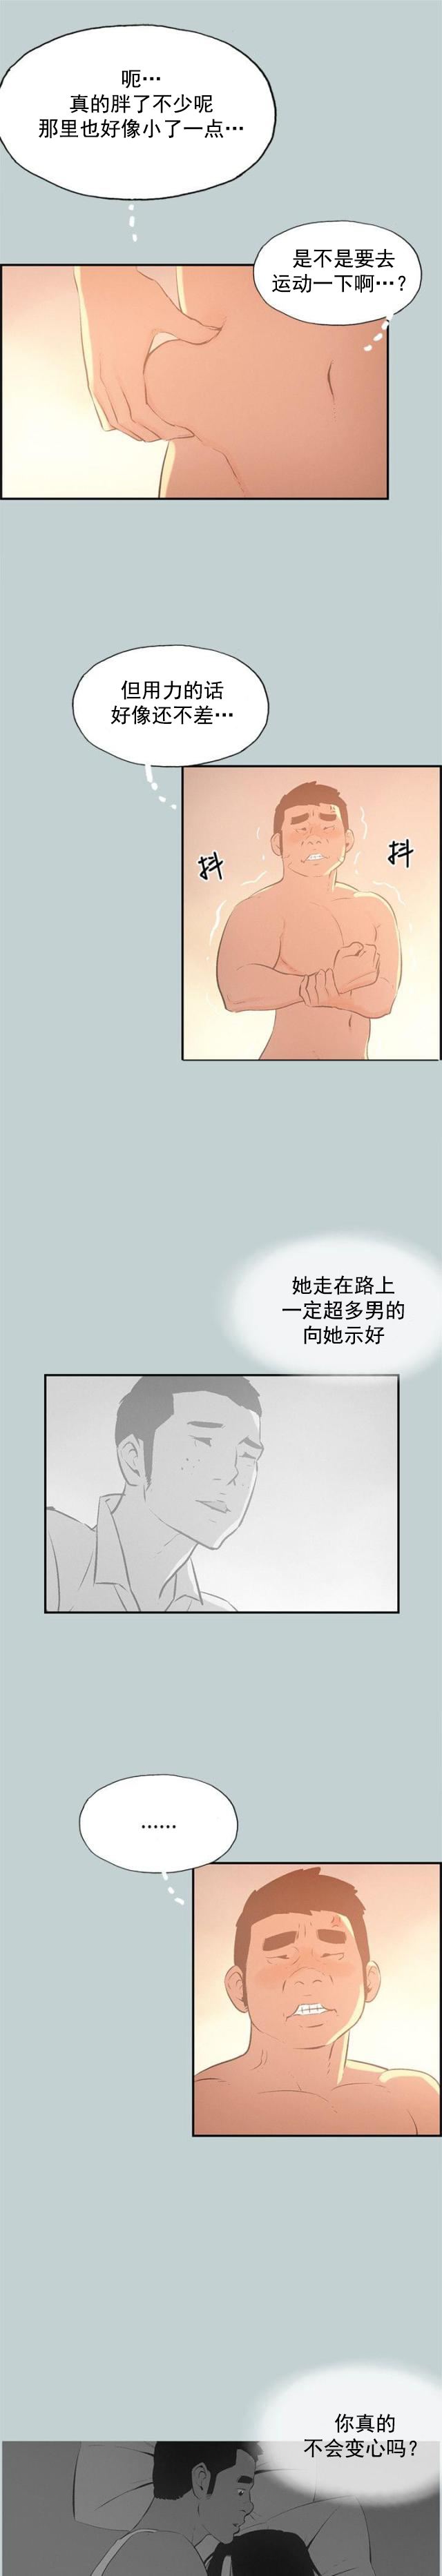 呃…
真的胖了不少呢
那里也好像小了一点…
是不是要去
运动一下啊…？
但用力的话
好像还不差…
抖
抖
她走在路上
一定超多男的
向她示好
……
你真的
不会变心吗？